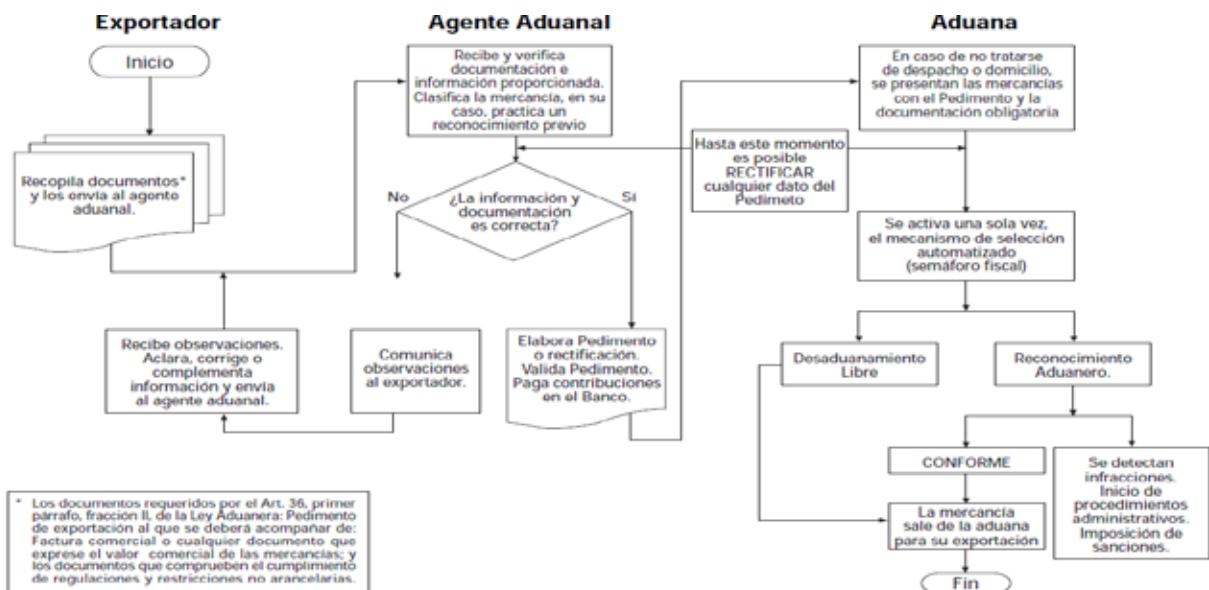 Exportador
Agente Aduanal
Aduana
Inicio
Recopila documentos*
y los envía al agente
aduanal.
Recibe observaciones.
Aclara, corrige o
complementa
información y envía
al agente aduanal.
* Los documentos requeridos por el Art. 36, primer
párrafo, fracción II, de la Ley Aduanera: Pedimento
de exportación al que se deberá acompañar de:
Factura comercial o cualquier documento que
exprese el valor comercial de las mercancías; y
los documentos que comprueben el cumplimiento
de regulaciones y restricciones no arancelarias.
Recibe y verifica
documentación e
información proporcionada.
Clasifica la mercancía, en su
caso, practica un
reconocimiento previo
No
¿La información y
documentación
es correcta?
Sí
Comunica
observaciones
al exportador.
Elabora Pedimento
o rectificación.
Valida Pedimento.
Paga contribuciones
en el Banco.
Hasta este momento
es posible
RECTIFICAR
cualquier dato del
Pedimeto
En caso de no tratarse
de despacho o domicilio,
se presentan las mercancías
con el Pedimento y la
documentación obligatoria
Se activa una sola vez,
el mecanismo de selección
automatizado
(semáforo fiscal)
Desaduanamiento
Libre
Reconocimiento
Aduanero.
CONFORME
La mercancía
sale de la aduana
para su exportación
Se detectan
infracciones.
Inicio de
procedimientos
administrativos.
Imposición de
sanciones.
Fin